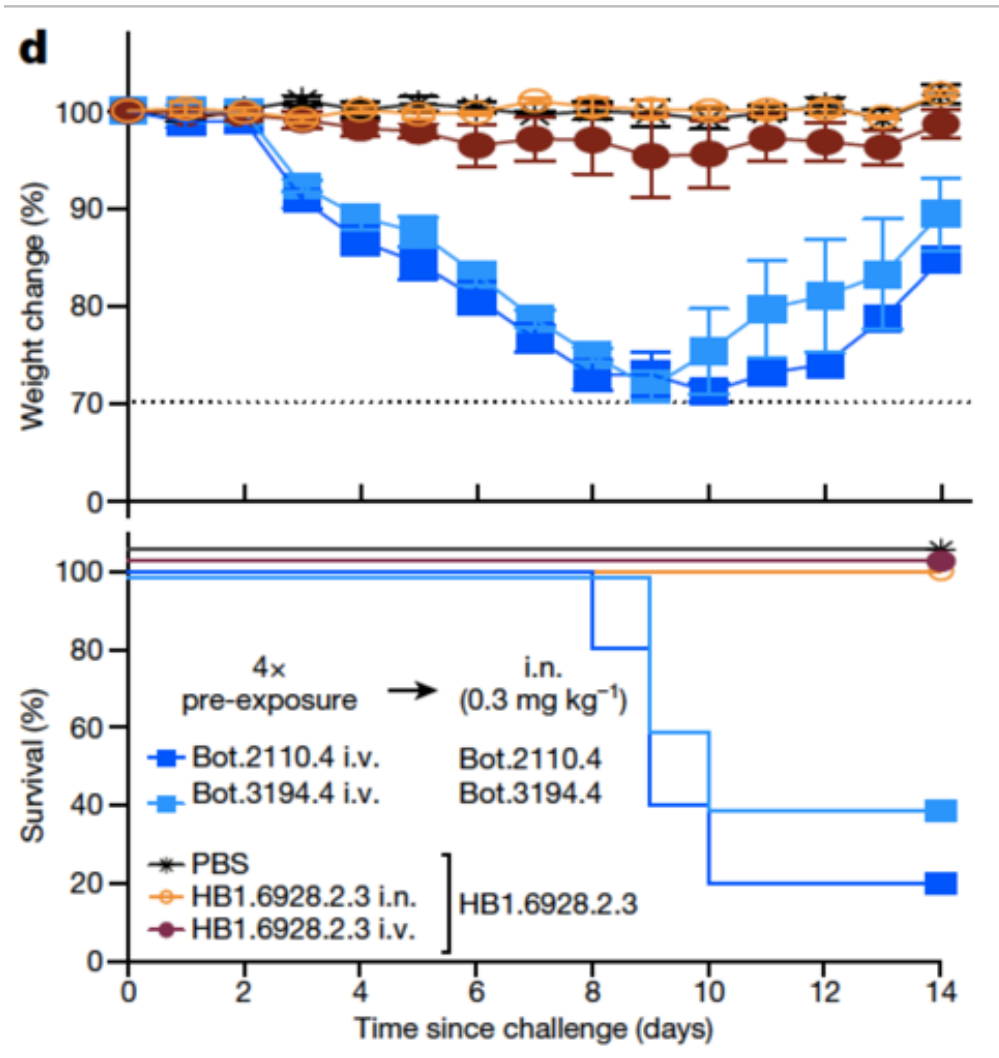 d
Weight change (%)
100
90
80
70
0
Survival (%)
100
80
60
40
20
0
4× i.n.
pre-exposure (0.3 mg kg⁻¹)
Bot.2110.4 i.v. Bot.2110.4
Bot.3194.4 i.v. Bot.3194.4
PBS
HB1.6928.2.3 i.n. HB1.6928.2.3
HB1.6928.2.3 i.v.
0 2 4 6 8 10 12 14
Time since challenge (days)